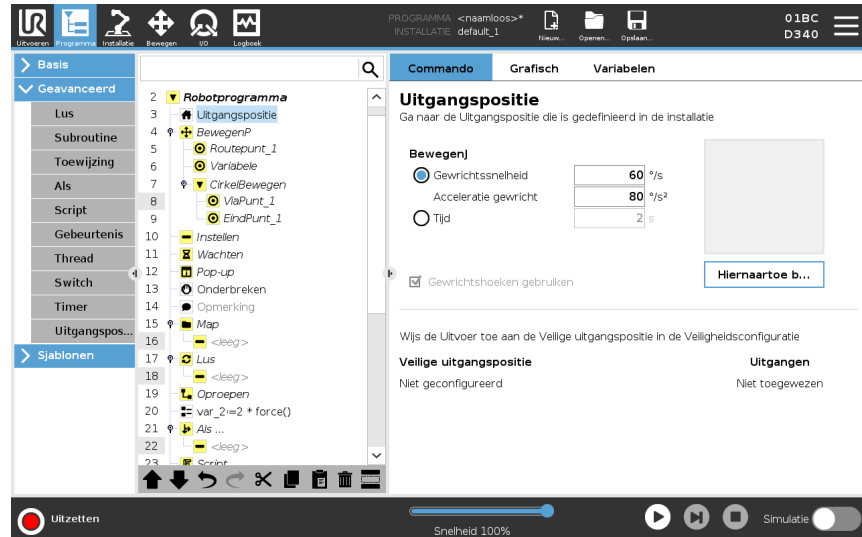 PROGRAMMA <naamloos>*
INSTALLATIE default_1
Uitvoeren
Programma
Installatie
Bewegen
I/O
Logboek
Nieuw...
Openen...
Opslaan...
01BC
D340
Basis
Geavanceerd
Lus
Subroutine
Toewijzing
Als
Script
Gebeurtenis
Thread
Switch
Timer
Uitgangspos...
Sjablonen
2 Robotprogramma
3 Uitgangspositie
4 BewegenP
5 Routepunt_1
6 Variabele
7 CirkelBewegen
8 ViaPunt_1
9 EindPunt_1
10 Instellen
11 Wachten
12 Pop-up
13 Onderbreken
14 Opmerking
15 Map
16 <leeg>
17 Lus
18 <leeg>
19 Oproepen
20 var_2:=2 * force()
21 Als ...
22 <leeg>
23 Script
Commando
Grafisch
Variabelen
Uitgangspositie
Ga naar de Uitgangspositie die is gedefinieerd in de installatie
BewegenJ
Gewrichtssnelheid 60 °/s
Acceleratie gewricht 80 °/s²
Tijd 2 s
Hiernaartoe b...
Gewrichtshoeken gebruiken
Wijs de Uitvoer toe aan de Veilige uitgangspositie in de Veiligheidsconfiguratie
Veilige uitgangspositie Uitgangen
Niet geconfigureerd Niet toegewezen
Uitzetten
Snelheid 100%
Simulatie